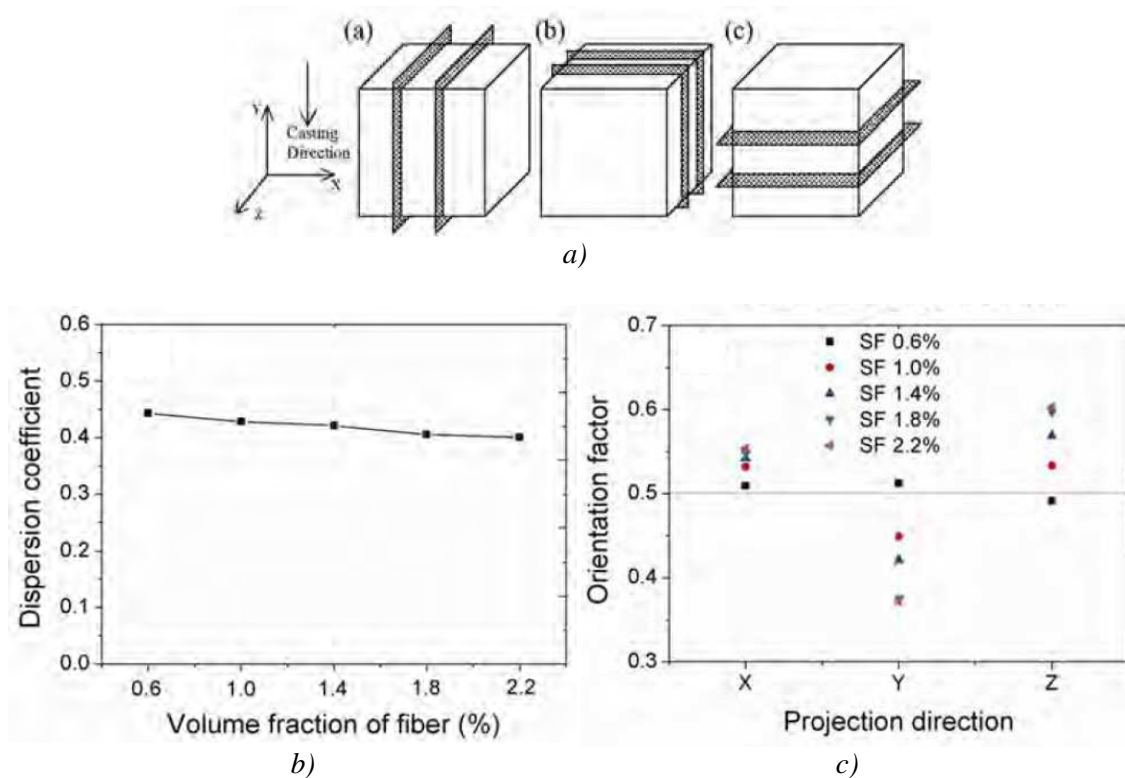 (a) (b) (c)
Y
Casting
Direction
X
Z
a)
0.6
0.5
0.4
0.3
0.2
0.1
0.0
Dispersion coefficient
0.6 1.0 1.4 1.8 2.2
Volume fraction of fiber (%)
b)
0.7
0.6
0.5
0.4
0.3
Orientation factor
SF 0.6%
SF 1.0%
SF 1.4%
SF 1.8%
SF 2.2%
X Y Z
Projection direction
c)